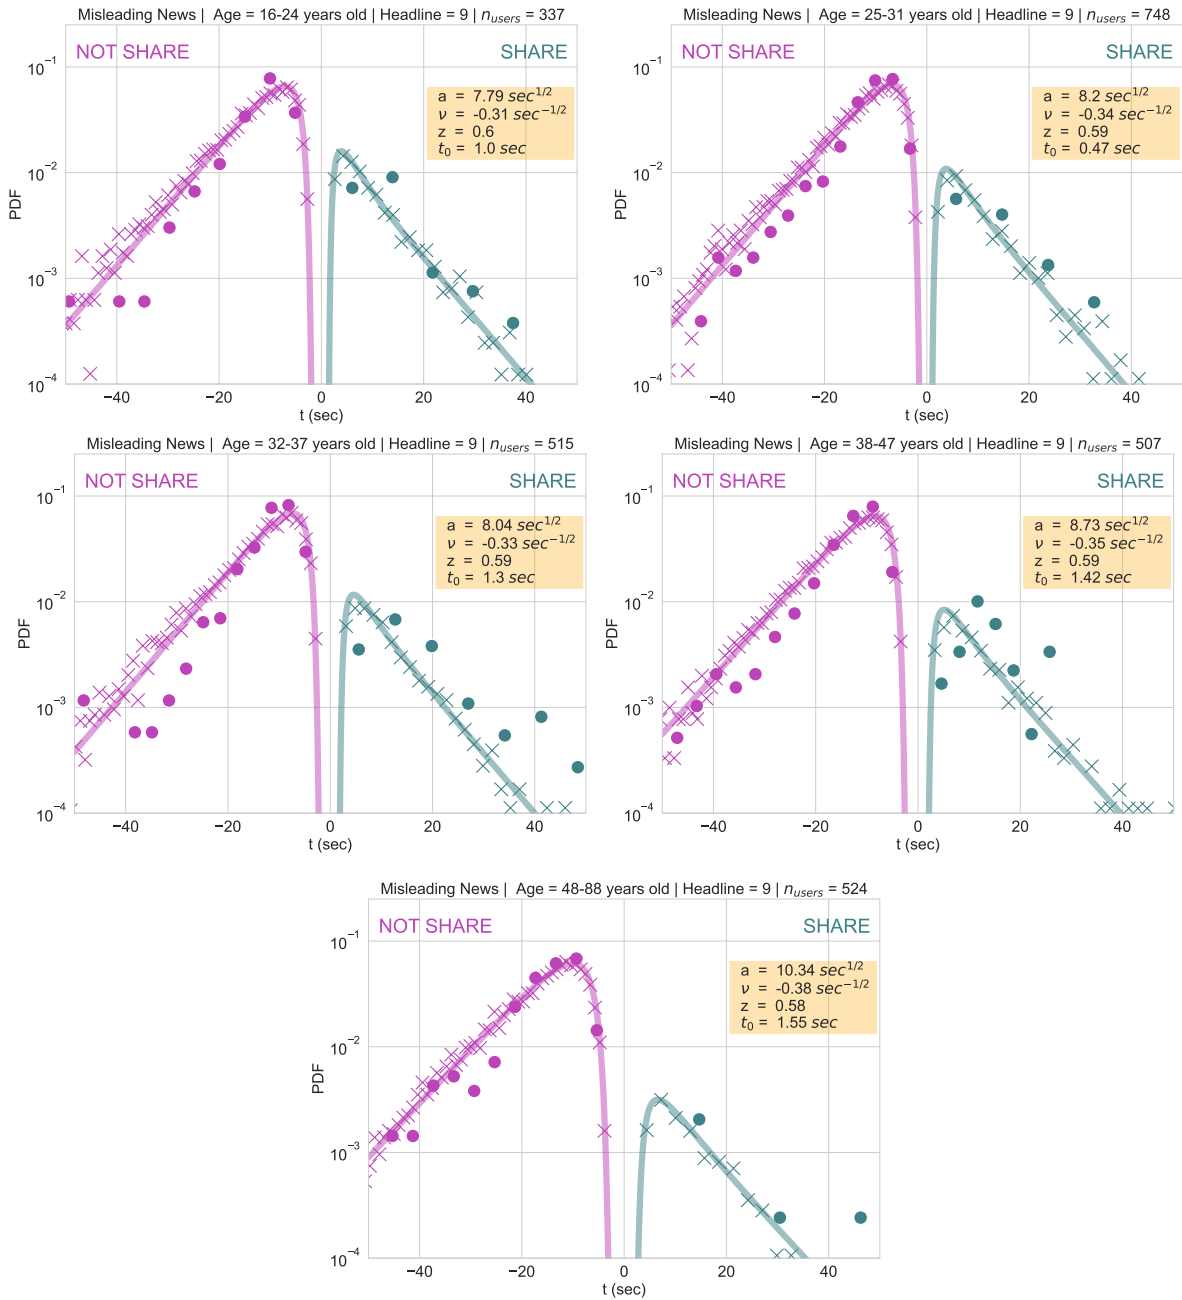 Misleading News | Age = 16-24 years old | Headline = 9 | n_users = 337
NOT SHARE
SHARE
a = 7.79 sec^{1/2}
ν = -0.31 sec^{−1/2}
z = 0.6
t_0 = 1.0 sec
PDF
10^{−1}
10^{−2}
10^{−3}
10^{−4}
−40 −20 0 20 40
t (sec)
Misleading News | Age = 25-31 years old | Headline = 9 | n_users = 748
NOT SHARE
SHARE
a = 8.2 sec^{1/2}
ν = -0.34 sec^{−1/2}
z = 0.59
t_0 = 0.47 sec
PDF
10^{−1}
10^{−2}
10^{−3}
10^{−4}
−40 −20 0 20 40
t (sec)
Misleading News | Age = 32-37 years old | Headline = 9 | n_users = 515
NOT SHARE
SHARE
a = 8.04 sec^{1/2}
ν = -0.33 sec^{−1/2}
z = 0.59
t_0 = 1.3 sec
PDF
10^{−1}
10^{−2}
10^{−3}
10^{−4}
−40 −20 0 20 40
t (sec)
Misleading News | Age = 38-47 years old | Headline = 9 | n_users = 507
NOT SHARE
SHARE
a = 8.73 sec^{1/2}
ν = -0.35 sec^{−1/2}
z = 0.59
t_0 = 1.42 sec
PDF
10^{−1}
10^{−2}
10^{−3}
10^{−4}
−40 −20 0 20 40
t (sec)
Misleading News | Age = 48-88 years old | Headline = 9 | n_users = 524
NOT SHARE
SHARE
a = 10.34 sec^{1/2}
ν = -0.38 sec^{−1/2}
z = 0.58
t_0 = 1.55 sec
PDF
10^{−1}
10^{−2}
10^{−3}
10^{−4}
−40 −20 0 20 40
t (sec)